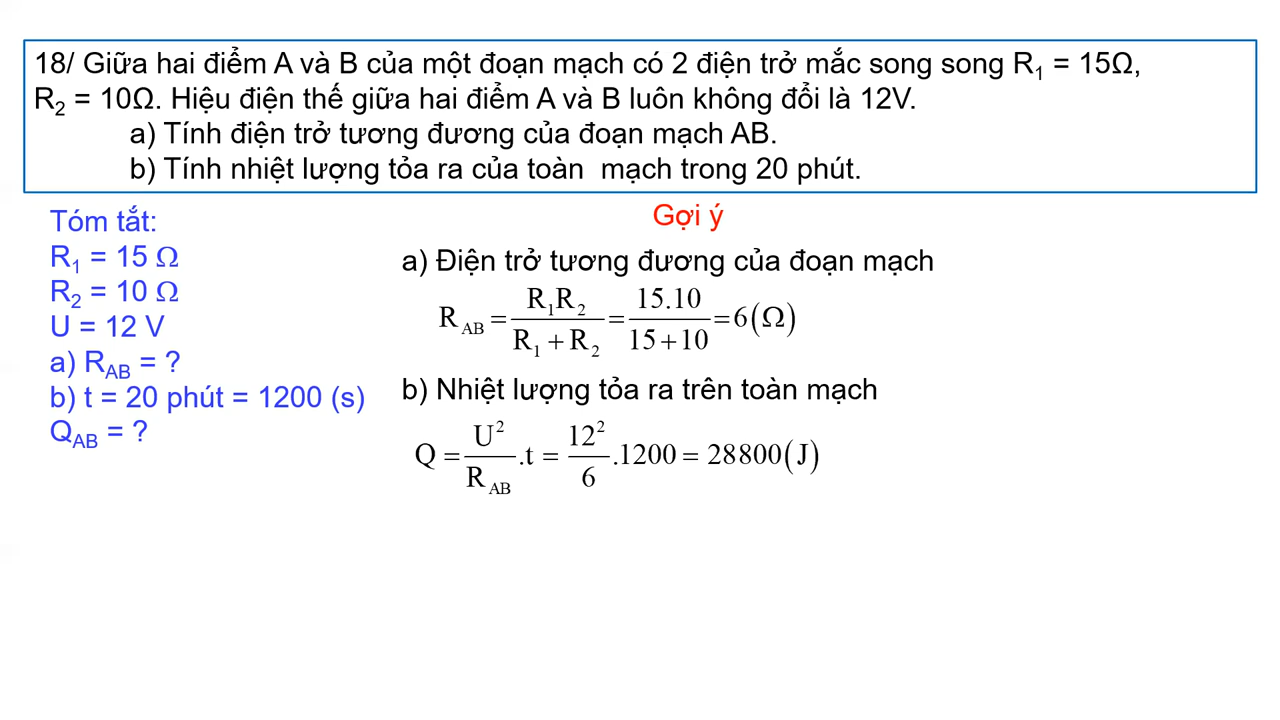 18/ Giữa hai điểm A và B của một đoạn mạch có 2 điện trở mắc song song R₁ = 15Ω,
R₂ = 10Ω. Hiệu điện thế giữa hai điểm A và B luôn không đổi là 12V.
a) Tính điện trở tương đương của đoạn mạch AB.
b) Tính nhiệt lượng tỏa ra của toàn mạch trong 20 phút.
Tóm tắt:
R₁ = 15 Ω
R₂ = 10 Ω
U = 12 V
a) R_AB = ?
b) t = 20 phút = 1200 (s)
Q_AB = ?
Gợi ý
a) Điện trở tương đương của đoạn mạch
R_AB = R₁R₂ / (R₁ + R₂) = 15.10 / (15 + 10) = 6(Ω)
b) Nhiệt lượng tỏa ra trên toàn mạch
Q = U² / R_AB .t = 12² / 6 .1200 = 28800(J)